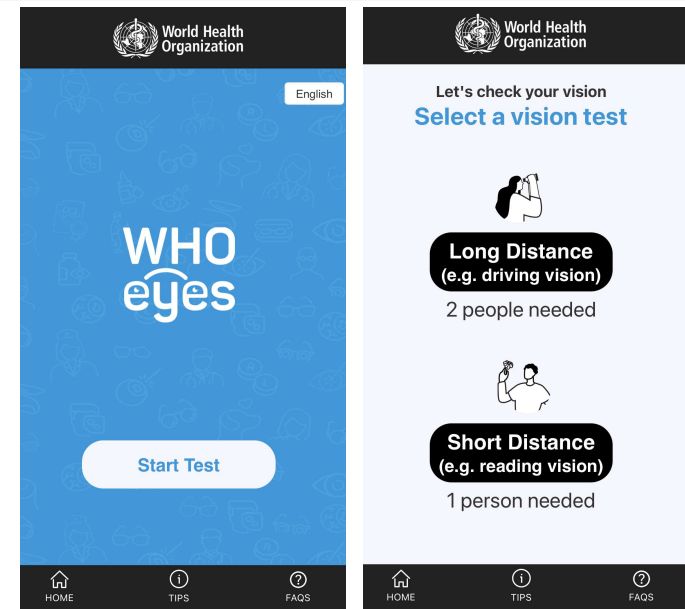 World Health
Organization
English
WHO
eyes
Start Test
HOME
TIPS
FAQS
World Health
Organization
Let's check your vision
Select a vision test
Long Distance
(e.g. driving vision)
2 people needed
Short Distance
(e.g. reading vision)
1 person needed
HOME
TIPS
FAQS